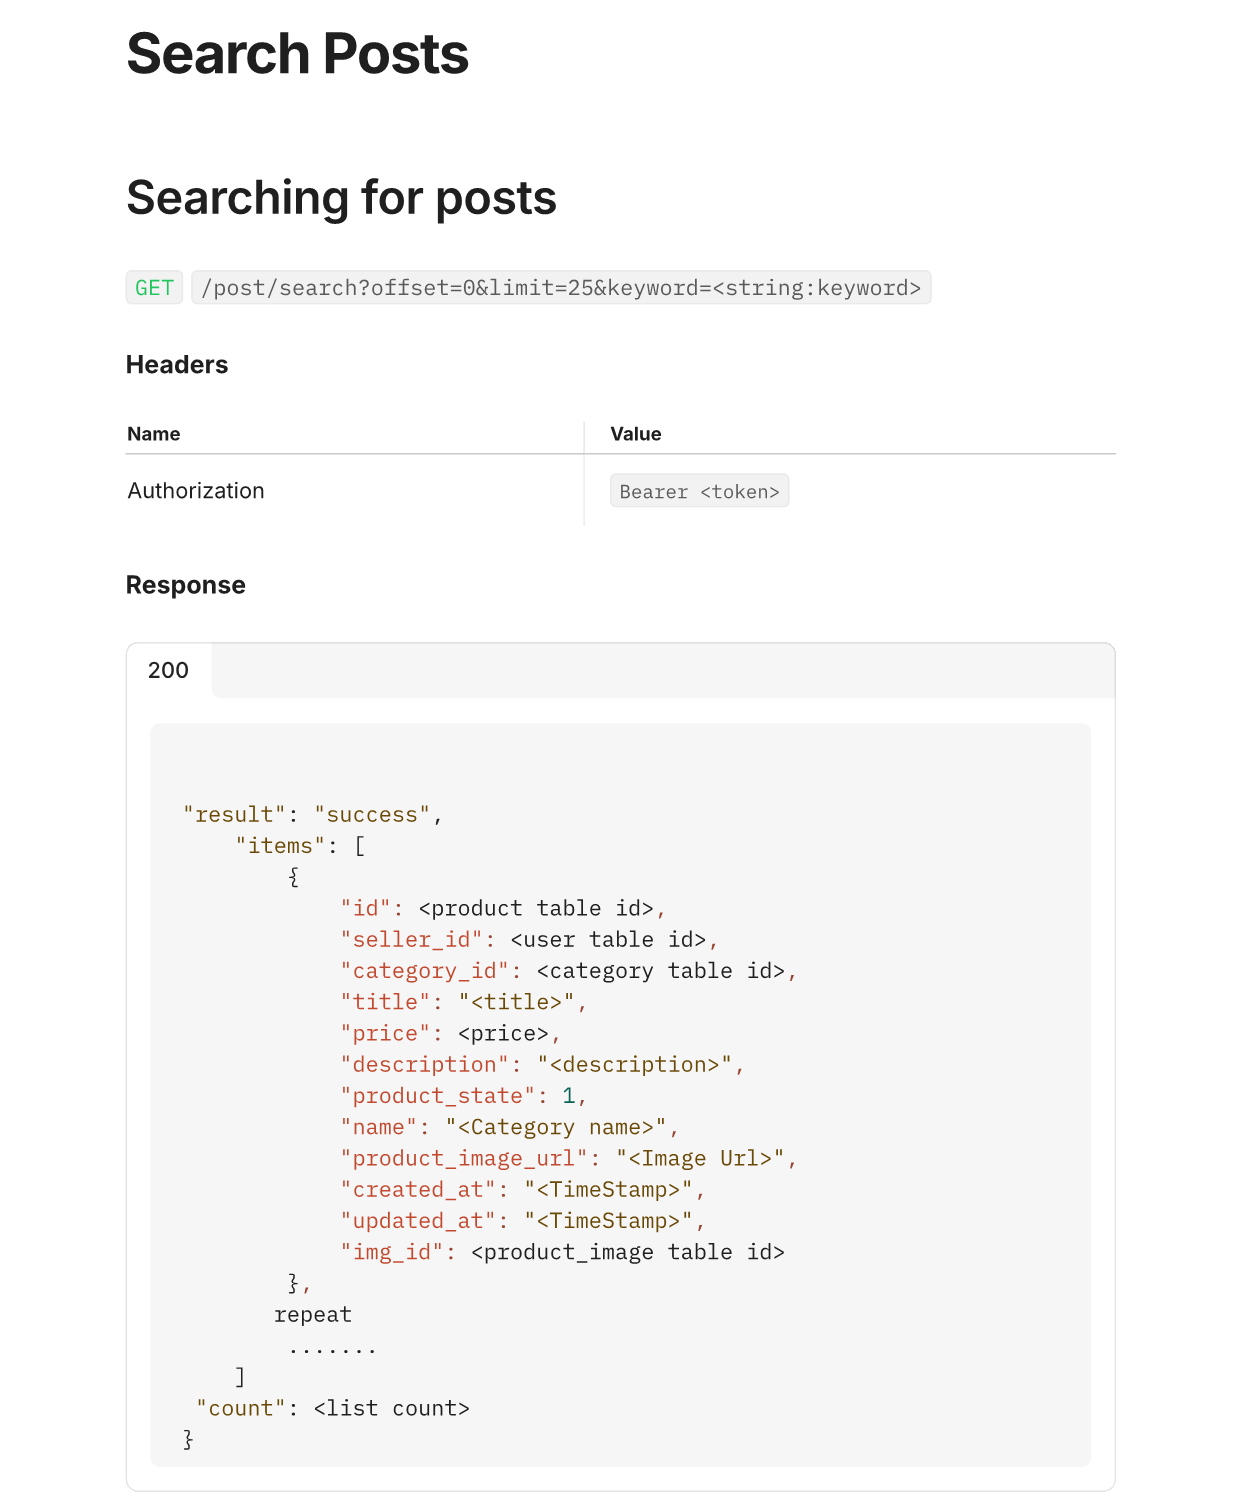 Search Posts
Searching for posts
GET /post/search?offset=0&limit=25&keyword=<string:keyword>
Headers
Name Value
Authorization Bearer <token>
Response
200
"result": "success",
"items": [
{
"id": <product table id>,
"seller_id": <user table id>,
"category_id": <category table id>,
"title": "<title>",
"price": <price>,
"description": "<description>",
"product_state": 1,
"name": "<Category name>",
"product_image_url": "<Image Url>",
"created_at": "<TimeStamp>",
"updated_at": "<TimeStamp>",
"img_id": <product_image table id>
},
repeat
.......
]
"count": <list count>
}